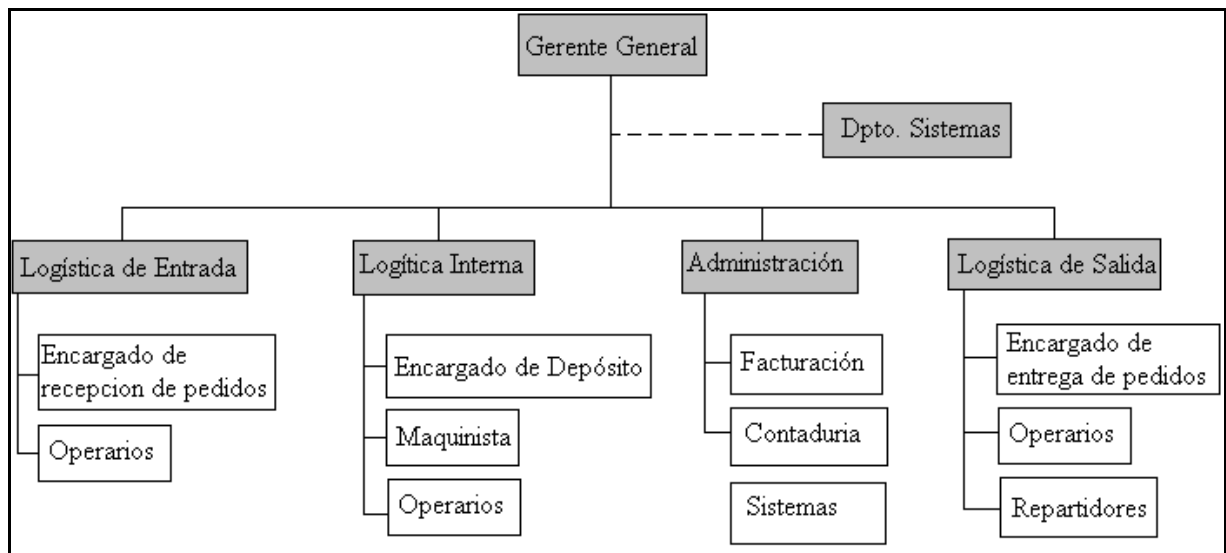 Gerente General
Dpto. Sistemas
Logística de Entrada
Encargado de
recepcion de pedidos
Operarios
Logítica Interna
Encargado de Depósito
Maquinista
Operarios
Administración
Facturación
Contaduria
Sistemas
Logística de Salida
Encargado de
entrega de pedidos
Operarios
Repartidores